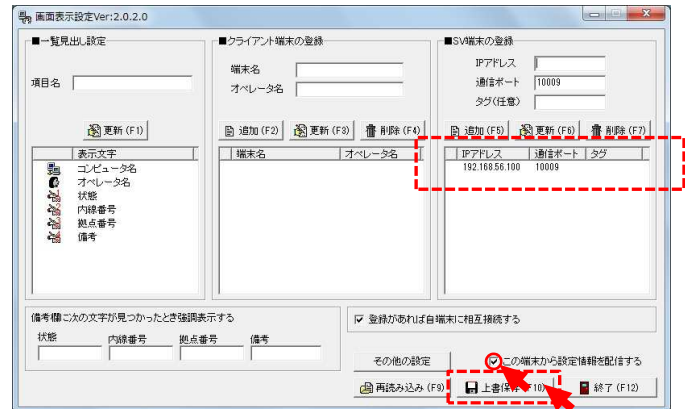 画面表示設定Ver:2.0.2.0
■一覧見出し設定
項目名
更新(F1)
表示文字
コンピュータ名
オペレータ名
状態
内線番号
拠点番号
備考
■クライアント端末の登録
端末名
オペレータ名
追加(F2) 更新(F3) 削除(F4)
端末名 オペレータ名
■SV端末の登録
IPアドレス
通信ポート 10009
タグ(任意)
追加(F5) 更新(F6) 削除(F7)
IPアドレス 通信ポート タグ
192.168.56.100 10009
備考欄に次の文字が見つかったとき強調表示する
状態 内線番号 拠点番号 備考
登録があれば自端末に相互接続する
その他の設定 この端末から設定情報を配信する
再読み込み(F9) 上書保存(F10) 終了(F12)